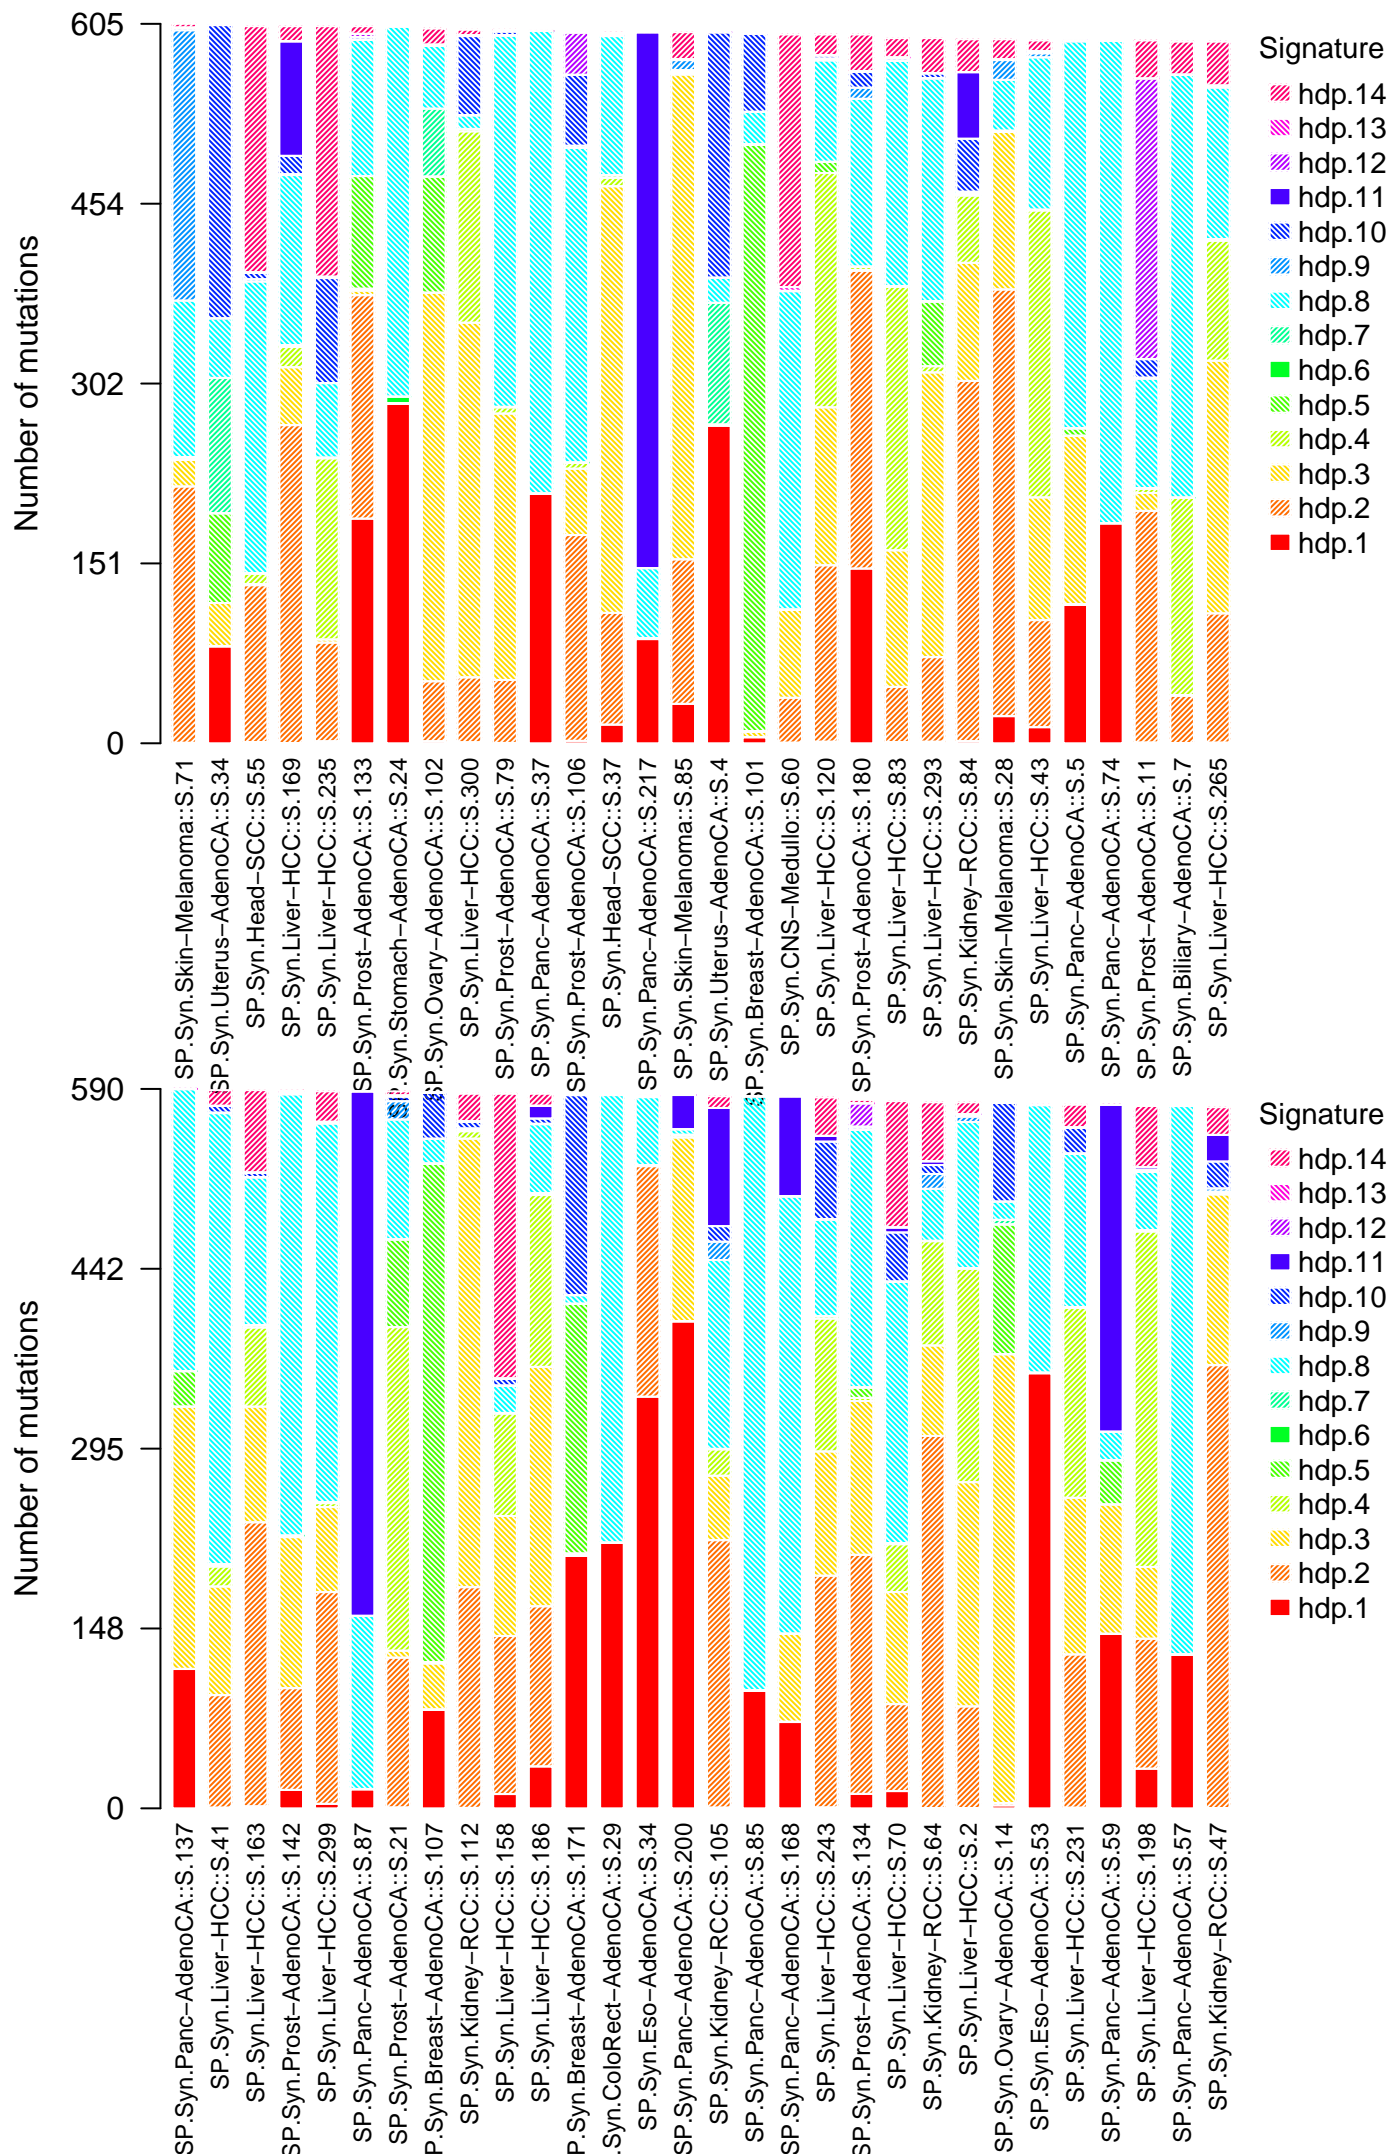 Number of mutations
605
454
302
151
0
Signature
hdp.14
hdp.13
hdp.12
hdp.11
hdp.10
hdp.9
hdp.8
hdp.7
hdp.6
hdp.5
hdp.4
hdp.3
hdp.2
hdp.1
SP.Syn.Skin−Melanoma::S.71
SP.Syn.Uterus−AdenoCA::S.34
SP.Syn.Head−SCC::S.55
SP.Syn.Liver−HCC::S.169
SP.Syn.Liver−HCC::S.235
SP.Syn.Prost−AdenoCA::S.133
SP.Syn.Stomach−AdenoCA::S.24
SP.Syn.Ovary−AdenoCA::S.102
SP.Syn.Liver−HCC::S.300
SP.Syn.Prost−AdenoCA::S.79
SP.Syn.Panc−AdenoCA::S.37
SP.Syn.Prost−AdenoCA::S.106
SP.Syn.Head−SCC::S.37
SP.Syn.Panc−AdenoCA::S.217
SP.Syn.Skin−Melanoma::S.85
SP.Syn.Uterus−AdenoCA::S.4
SP.Syn.Breast−AdenoCA::S.101
SP.Syn.CNS−Medullo::S.60
SP.Syn.Liver−HCC::S.120
SP.Syn.Prost−AdenoCA::S.180
SP.Syn.Liver−HCC::S.83
SP.Syn.Liver−HCC::S.293
SP.Syn.Kidney−RCC::S.84
SP.Syn.Skin−Melanoma::S.28
SP.Syn.Liver−HCC::S.43
SP.Syn.Panc−AdenoCA::S.5
SP.Syn.Panc−AdenoCA::S.74
SP.Syn.Prost−AdenoCA::S.11
SP.Syn.Biliary−AdenoCA::S.7
SP.Syn.Liver−HCC::S.265
Number of mutations
590
442
295
148
0
Signature
hdp.14
hdp.13
hdp.12
hdp.11
hdp.10
hdp.9
hdp.8
hdp.7
hdp.6
hdp.5
hdp.4
hdp.3
hdp.2
hdp.1
SP.Syn.Panc−AdenoCA::S.137
SP.Syn.Liver−HCC::S.41
SP.Syn.Liver−HCC::S.163
SP.Syn.Prost−AdenoCA::S.142
SP.Syn.Liver−HCC::S.299
SP.Syn.Panc−AdenoCA::S.87
SP.Syn.Prost−AdenoCA::S.21
P.Syn.Breast−AdenoCA::S.107
SP.Syn.Kidney−RCC::S.112
SP.Syn.Liver−HCC::S.158
SP.Syn.Liver−HCC::S.186
P.Syn.Breast−AdenoCA::S.171
.Syn.ColoRect−AdenoCA::S.29
SP.Syn.Eso−AdenoCA::S.34
SP.Syn.Panc−AdenoCA::S.200
SP.Syn.Kidney−RCC::S.105
SP.Syn.Panc−AdenoCA::S.85
SP.Syn.Panc−AdenoCA::S.168
SP.Syn.Liver−HCC::S.243
SP.Syn.Prost−AdenoCA::S.134
SP.Syn.Liver−HCC::S.70
SP.Syn.Kidney−RCC::S.64
SP.Syn.Liver−HCC::S.2
SP.Syn.Ovary−AdenoCA::S.14
SP.Syn.Eso−AdenoCA::S.53
SP.Syn.Liver−HCC::S.231
SP.Syn.Panc−AdenoCA::S.59
SP.Syn.Liver−HCC::S.198
SP.Syn.Panc−AdenoCA::S.57
SP.Syn.Kidney−RCC::S.47